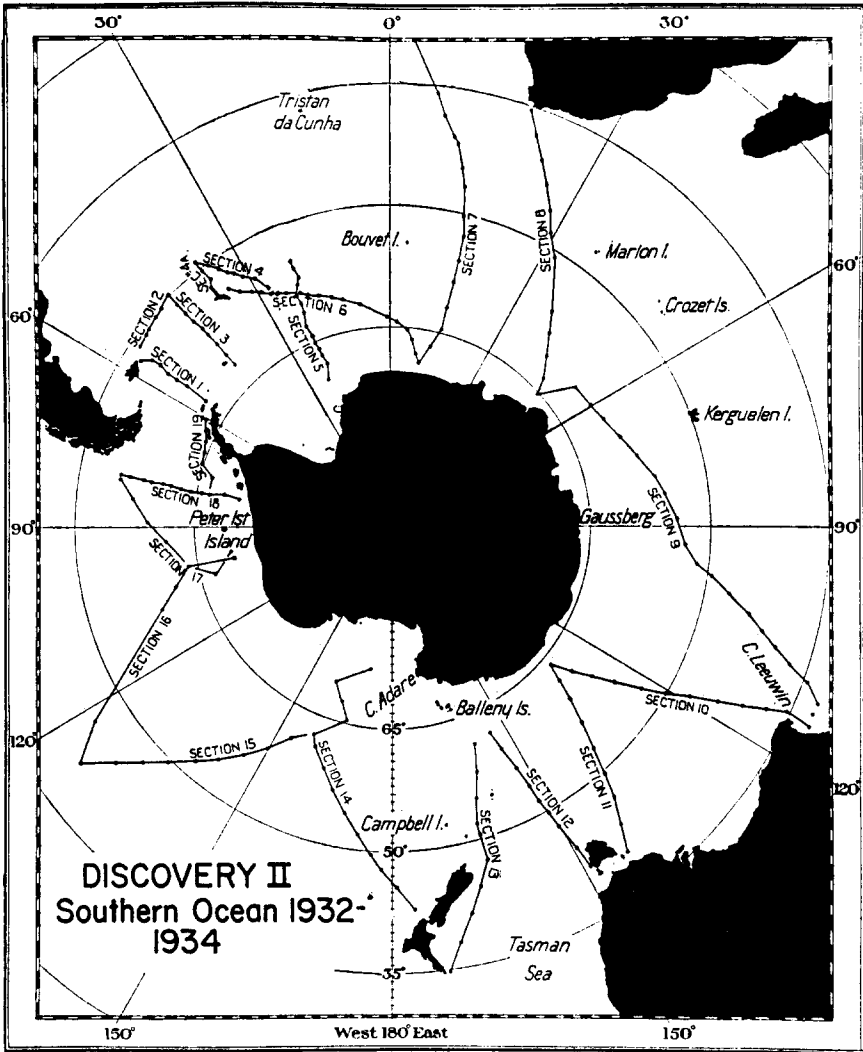 30°
0°
30°
Tristan
da Cunha
Bouvet I.
SECTION 7
SECTION 8
Marion I.
60°
Crozet Is.
Kerguelen I.
SECTION 4
SECTION 6
SECTION 5
SECTION 2
SECTION 3
60°
SECTION 1
SECTION 19
SECTION 18
Peter Ist
Island
90°
Gaussberg
SECTION 9
90°
SECTION 17
SECTION 16
C. Adare
Balleny Is.
65°
C. Leeuwin
SECTION 10
120°
SECTION 15
SECTION 14
SECTION 11
SECTION 12
120°
Campbell I.
SECTION 13
50°
DISCOVERY II
Southern Ocean 1932-
1934
Tasman
Sea
35°
150°
West 180° East
150°